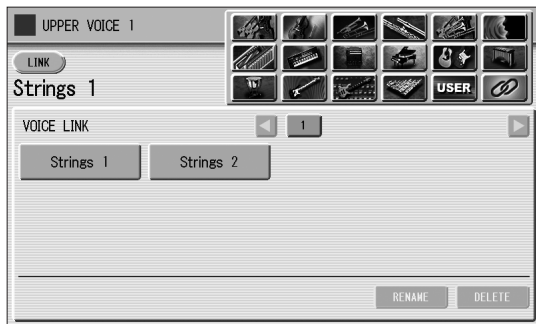 UPPER VOICE 1
LINK
Strings 1
USER
VOICE LINK
1
Strings 1
Strings 2
RENAME
DELETE